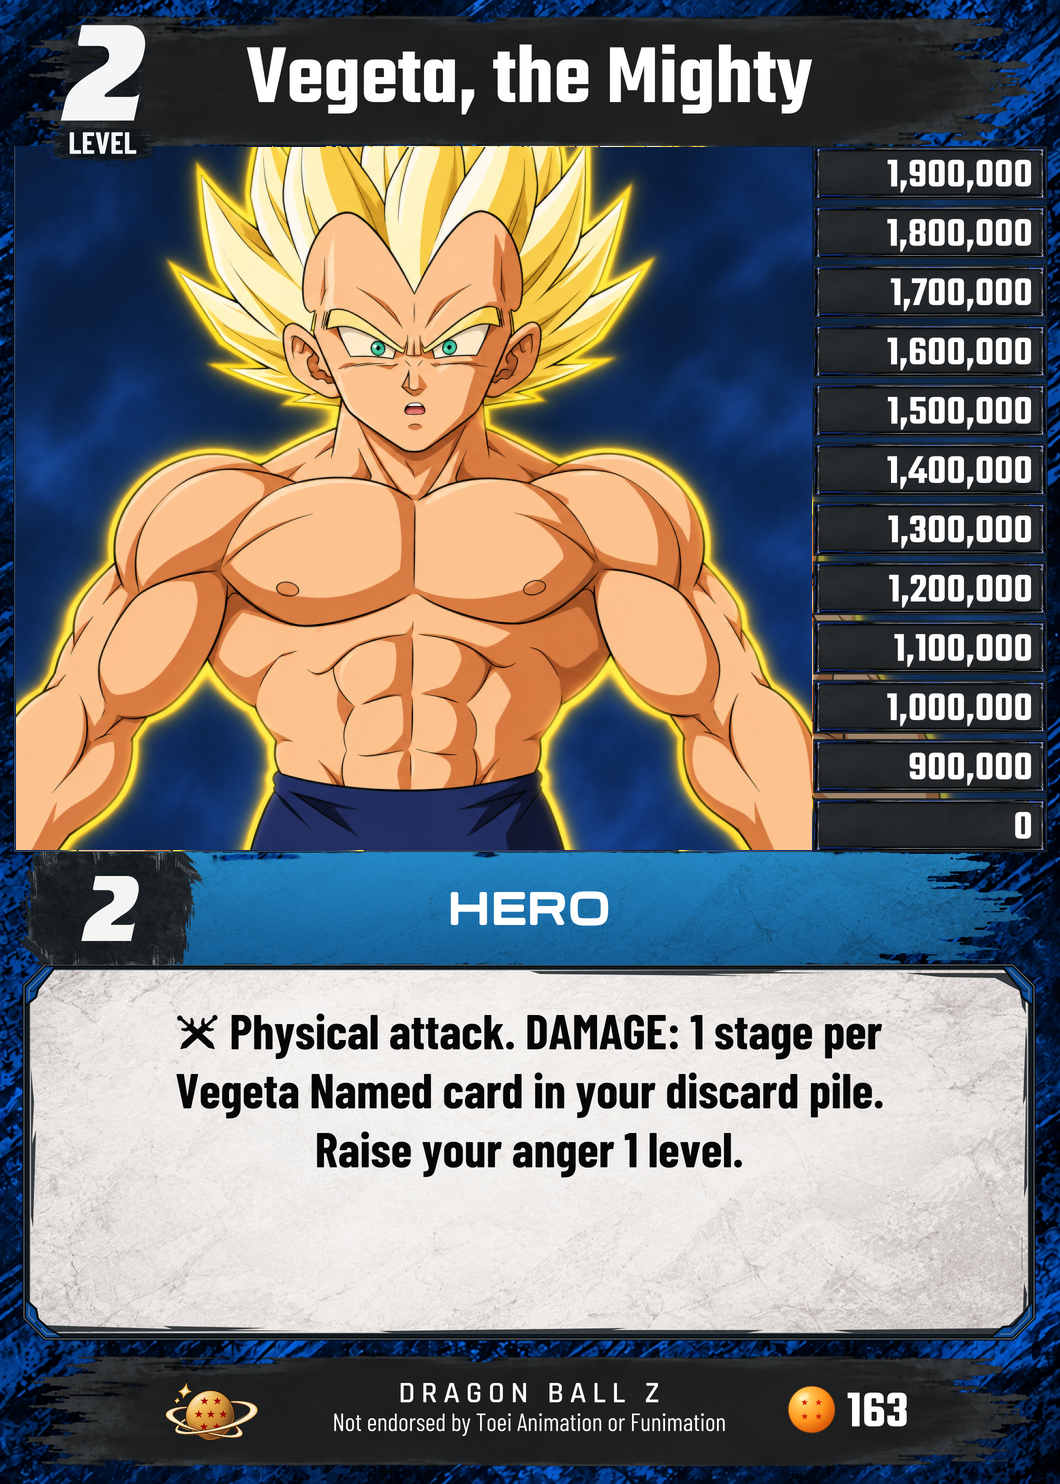 2
LEVEL
Vegeta, the Mighty
1,900,000
1,800,000
1,700,000
1,600,000
1,500,000
1,400,000
1,300,000
1,200,000
1,100,000
1,000,000
900,000
0
2
HERO
Physical attack. DAMAGE: 1 stage per
Vegeta Named card in your discard pile.
Raise your anger 1 level.
DRAGON BALL Z
Not endorsed by Toei Animation or Funimation
163